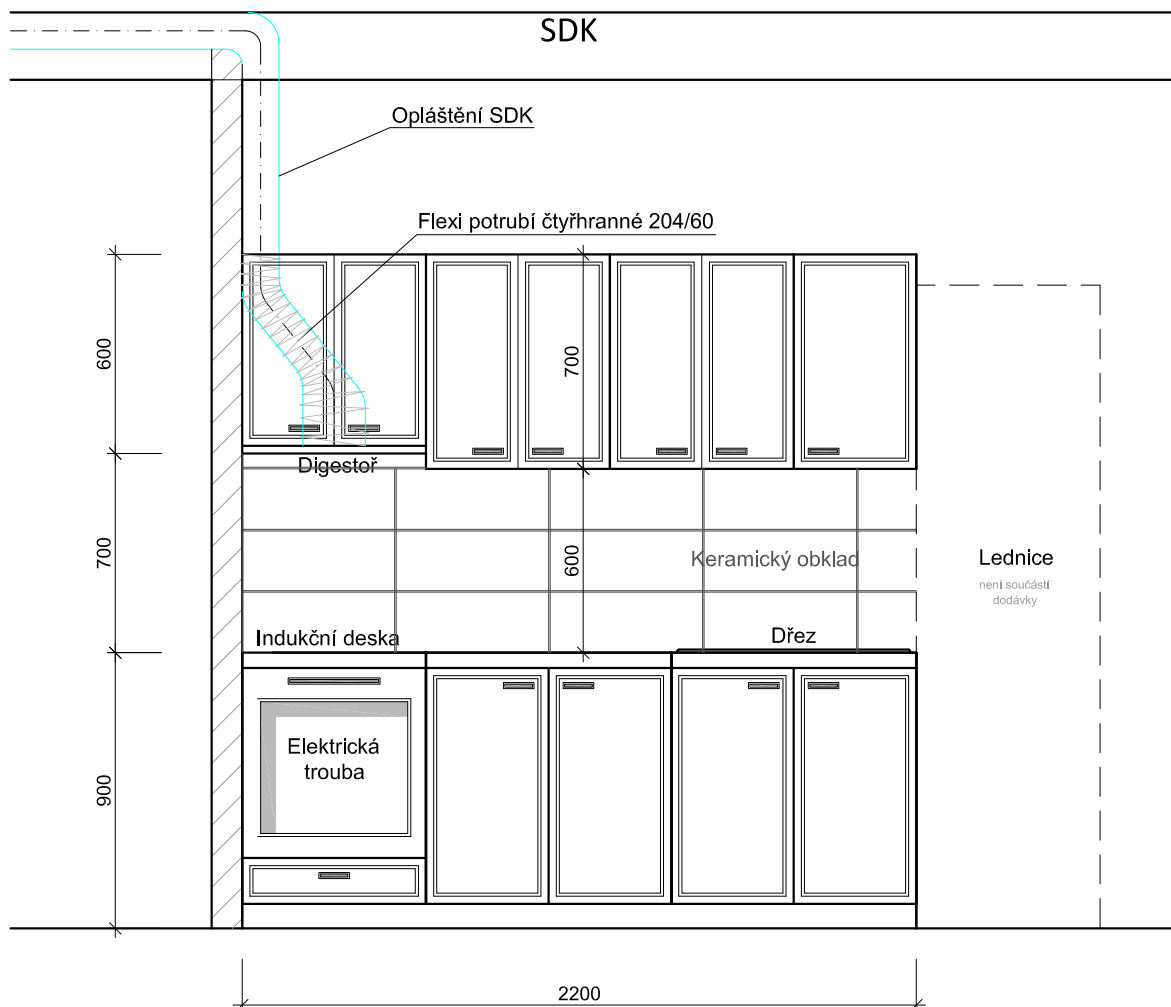 SDK
Opláštění SDK
Flexi potrubí čtyřhranné 204/60
600
700
Digestoř
700
600
Keramický obklad
Lednice
není součástí
dodávky
Indukční deska
Dřez
Elektrická
trouba
900
2200